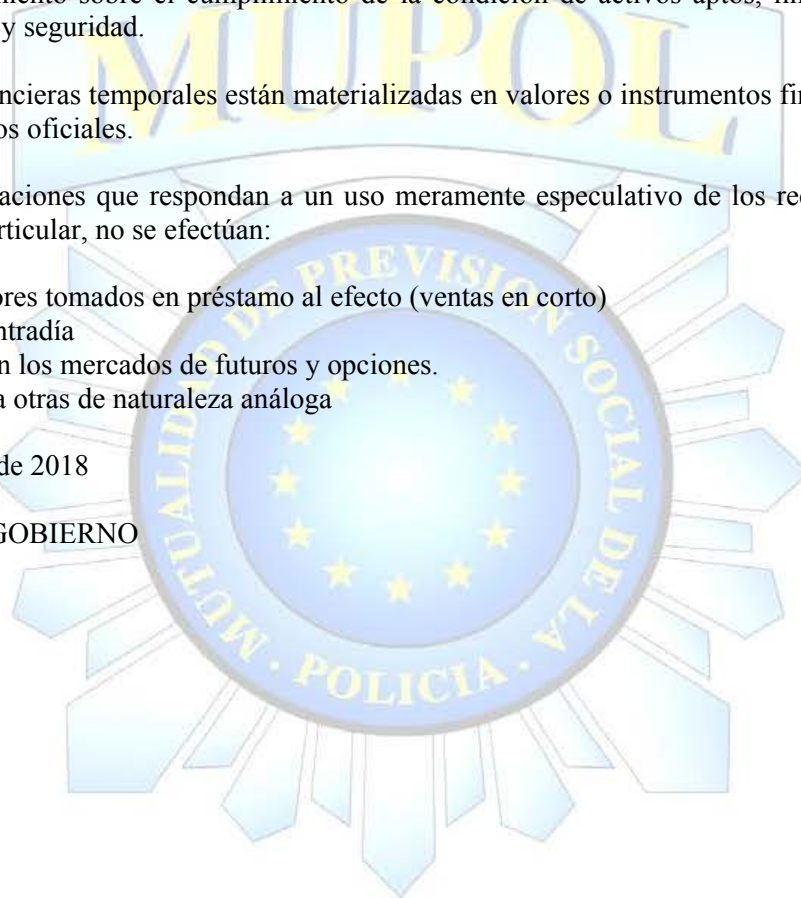 MUPOL
mento sobre el cumplimiento de la condición de activos aptos,
y seguridad.
ncieras temporales están materializadas en valores o instrumentos fin
os oficiales.
aciones que respondan a un uso meramente especulativo de los rec
rticular, no se efectúan:
ores tomados en préstamo al efecto (ventas en corto)
ntradía
n los mercados de futuros y opciones.
a otras de naturaleza análoga
de 2018
GOBIERNO
MUTUALIDAD DE PREVISION SOCIAL DE LA · POLICIA ·